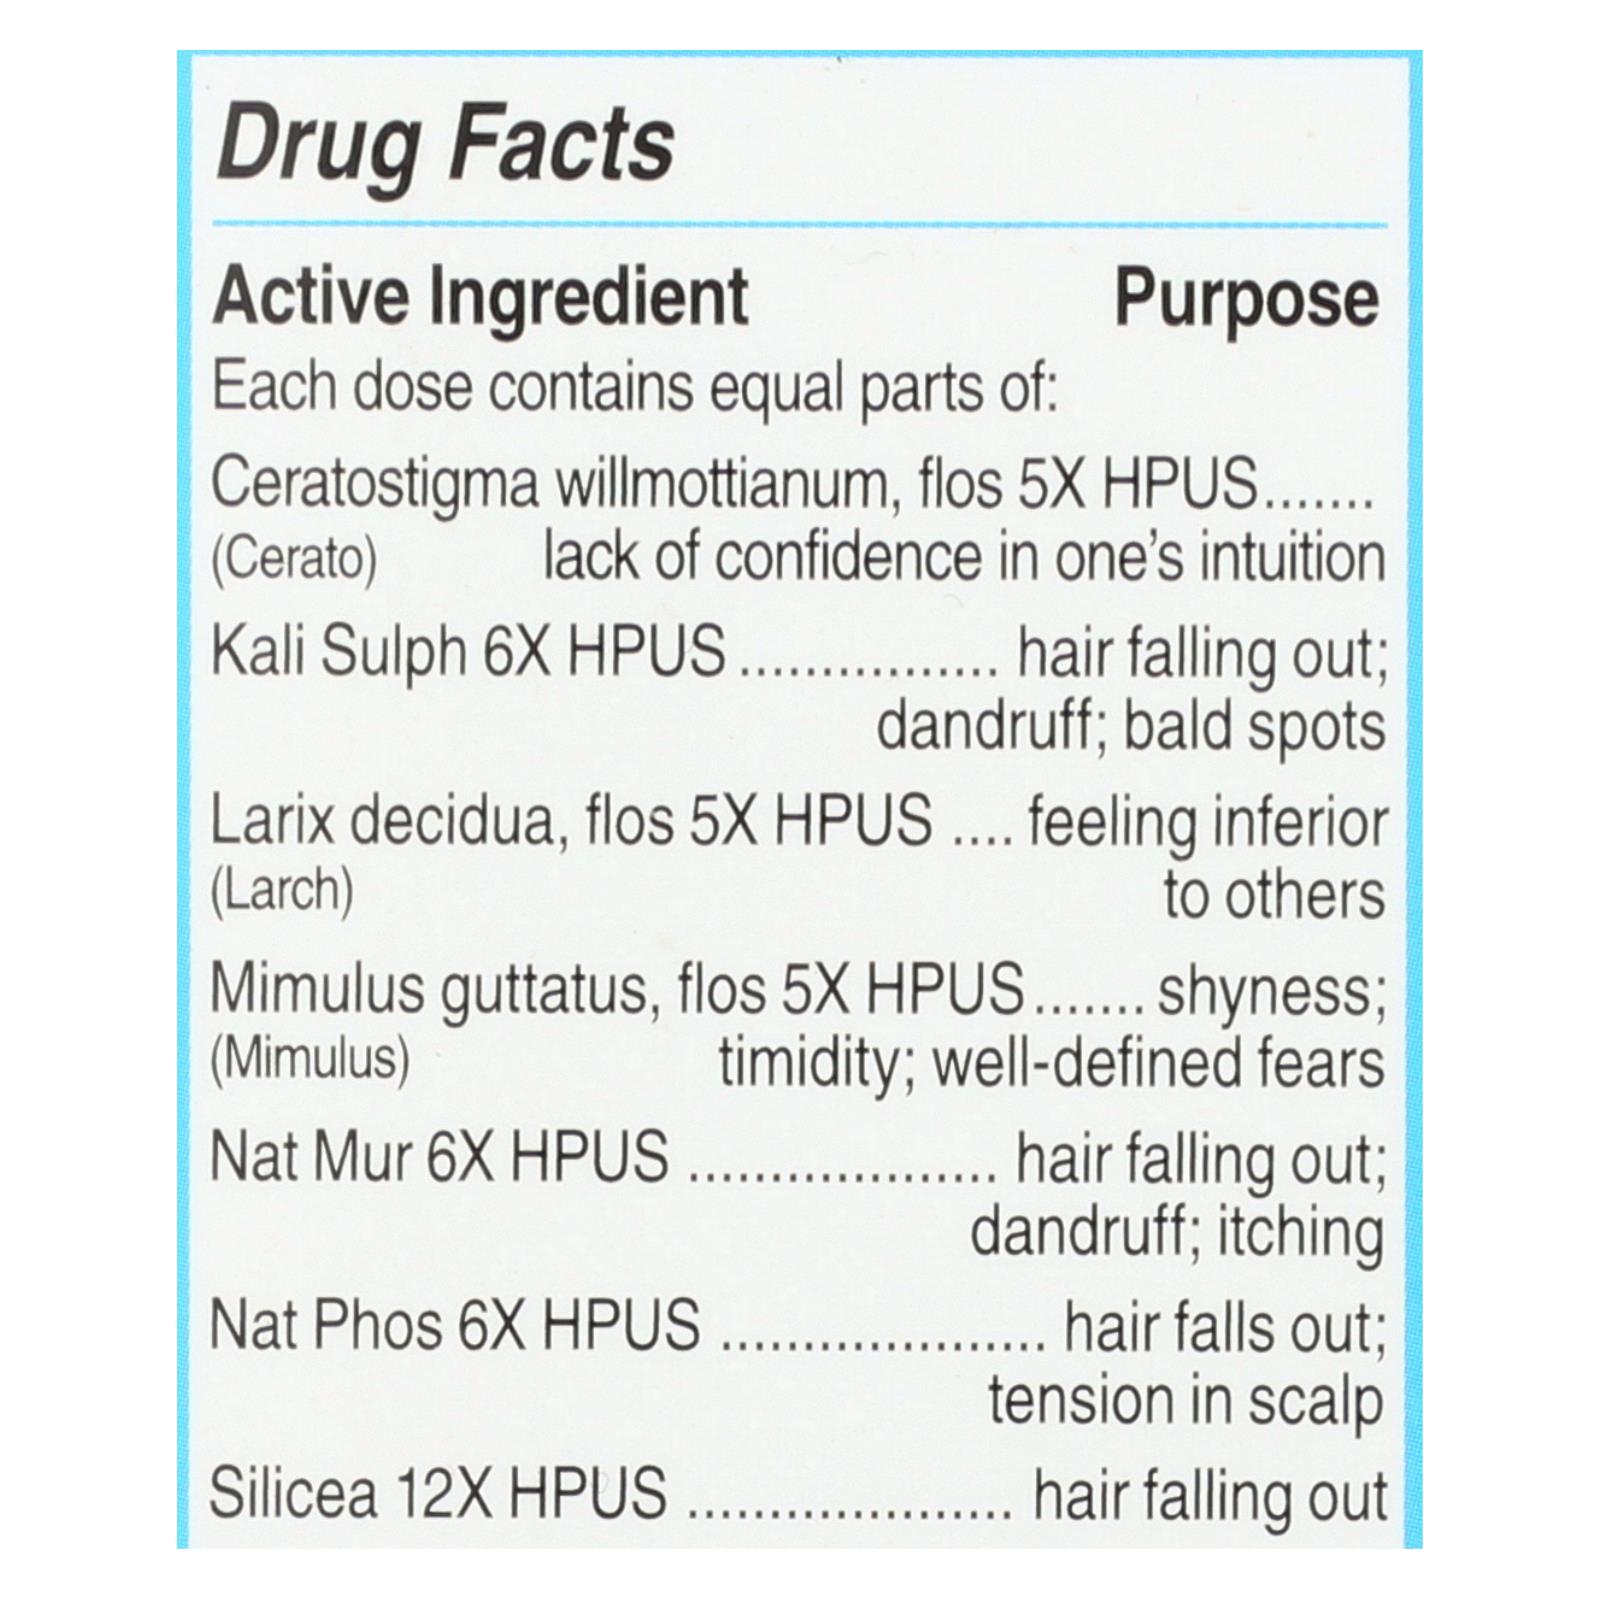 Drug Facts
Active Ingredient Purpose
Each dose contains equal parts of:
Ceratostigma willmottianum, flos 5X HPUS.......
(Cerato) lack of confidence in one’s intuition
Kali Sulph 6X HPUS ................ hair falling out;
dandruff; bald spots
Larix decidua, flos 5X HPUS .... feeling inferior
(Larch) to others
Mimulus guttatus, flos 5X HPUS....... shyness;
(Mimulus) timidity; well-defined fears
Nat Mur 6X HPUS ................... hair falling out;
dandruff; itching
Nat Phos 6X HPUS .................... hair falls out;
tension in scalp
Silicea 12X HPUS .................... hair falling out